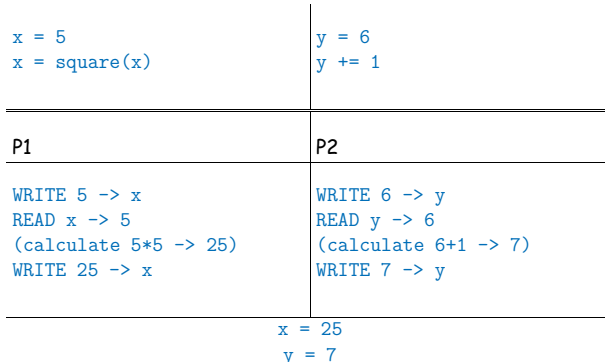 x = 5
x = square(x)
y = 6
y += 1
P1
P2
WRITE 5 -> x
READ x -> 5
(calculate 5*5 -> 25)
WRITE 25 -> x
WRITE 6 -> y
READ y -> 6
(calculate 6+1 -> 7)
WRITE 7 -> y
x = 25
y = 7